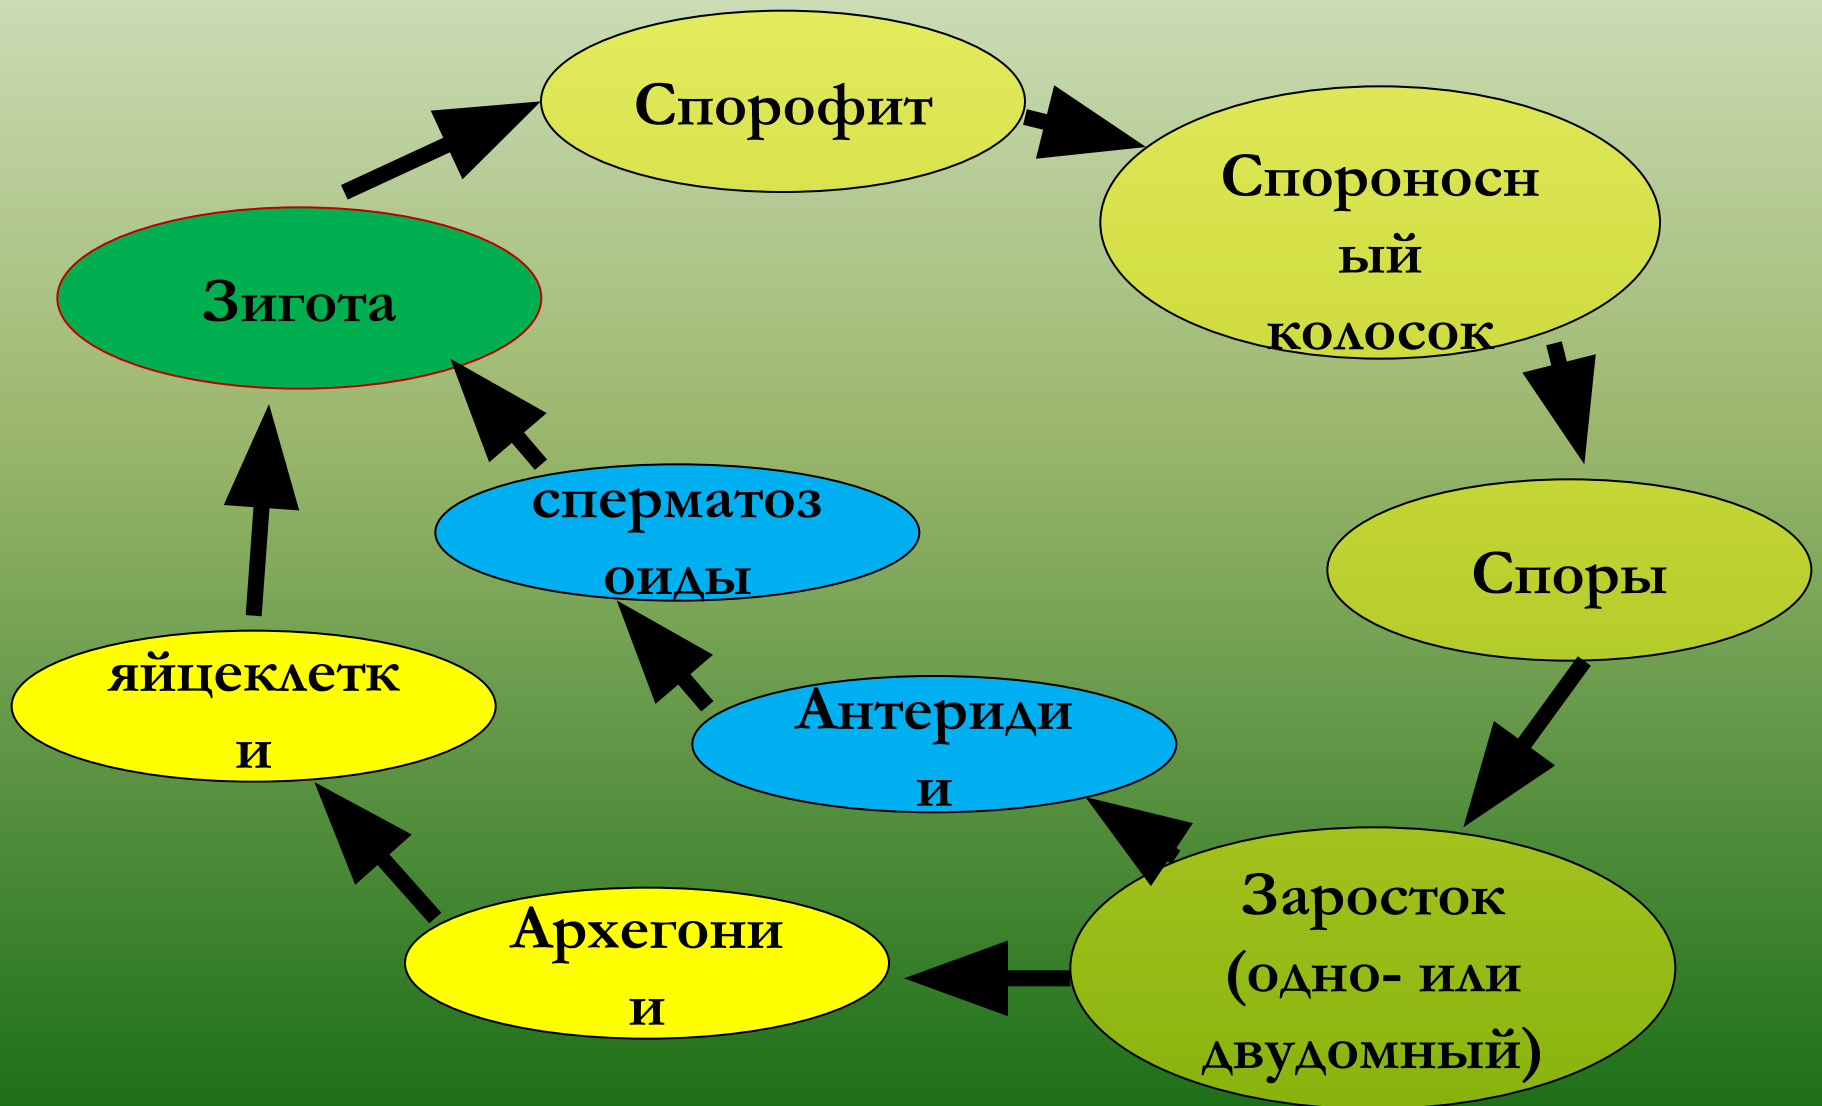 Спорофит
Спороносн
ый
колосок
Зигота
сперматоз
оиды
Споры
яйцеклетк
и
Антериди
и
Заросток
(одно- или
двудомный)
Архегони
и